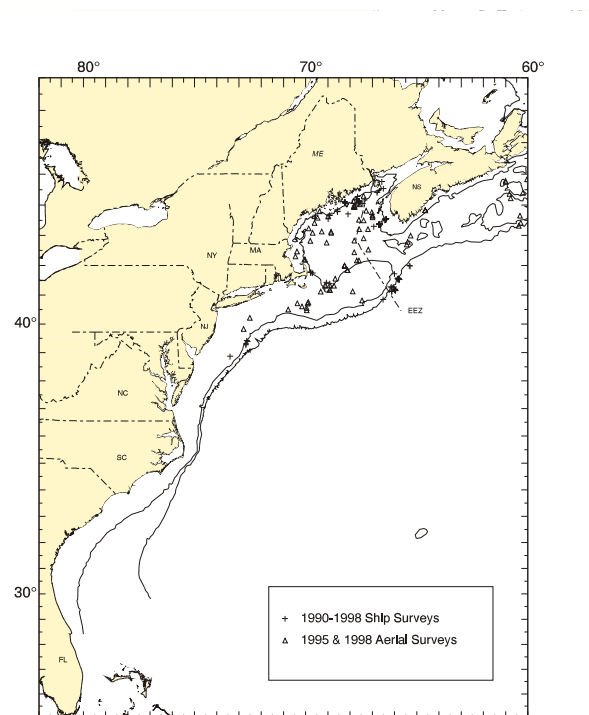 80° 70° 60°
ME
NS
NY MA
EEZ
40°
NJ
NC
SC
30°
+ 1990-1998 Ship Surveys
△ 1995 & 1998 Aerial Surveys
FL